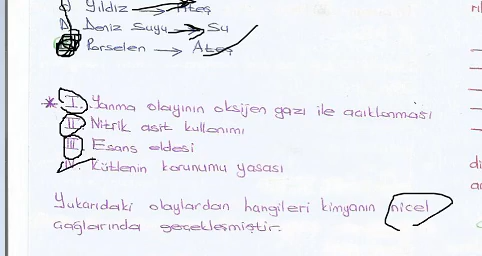 Yıldız → Ateş
Deniz Suyu → Su
Porselen → Ateş
* I. Yanma olayının oksijen gazı ile açıklanması
II. Nitrik asit kullanımı
III. Esans eldesi
IV. Kütlenin korunumu yasası
Yukarıdaki olaylardan hangileri kimyanın nicel
çağlarında gerçekleşmiştir.